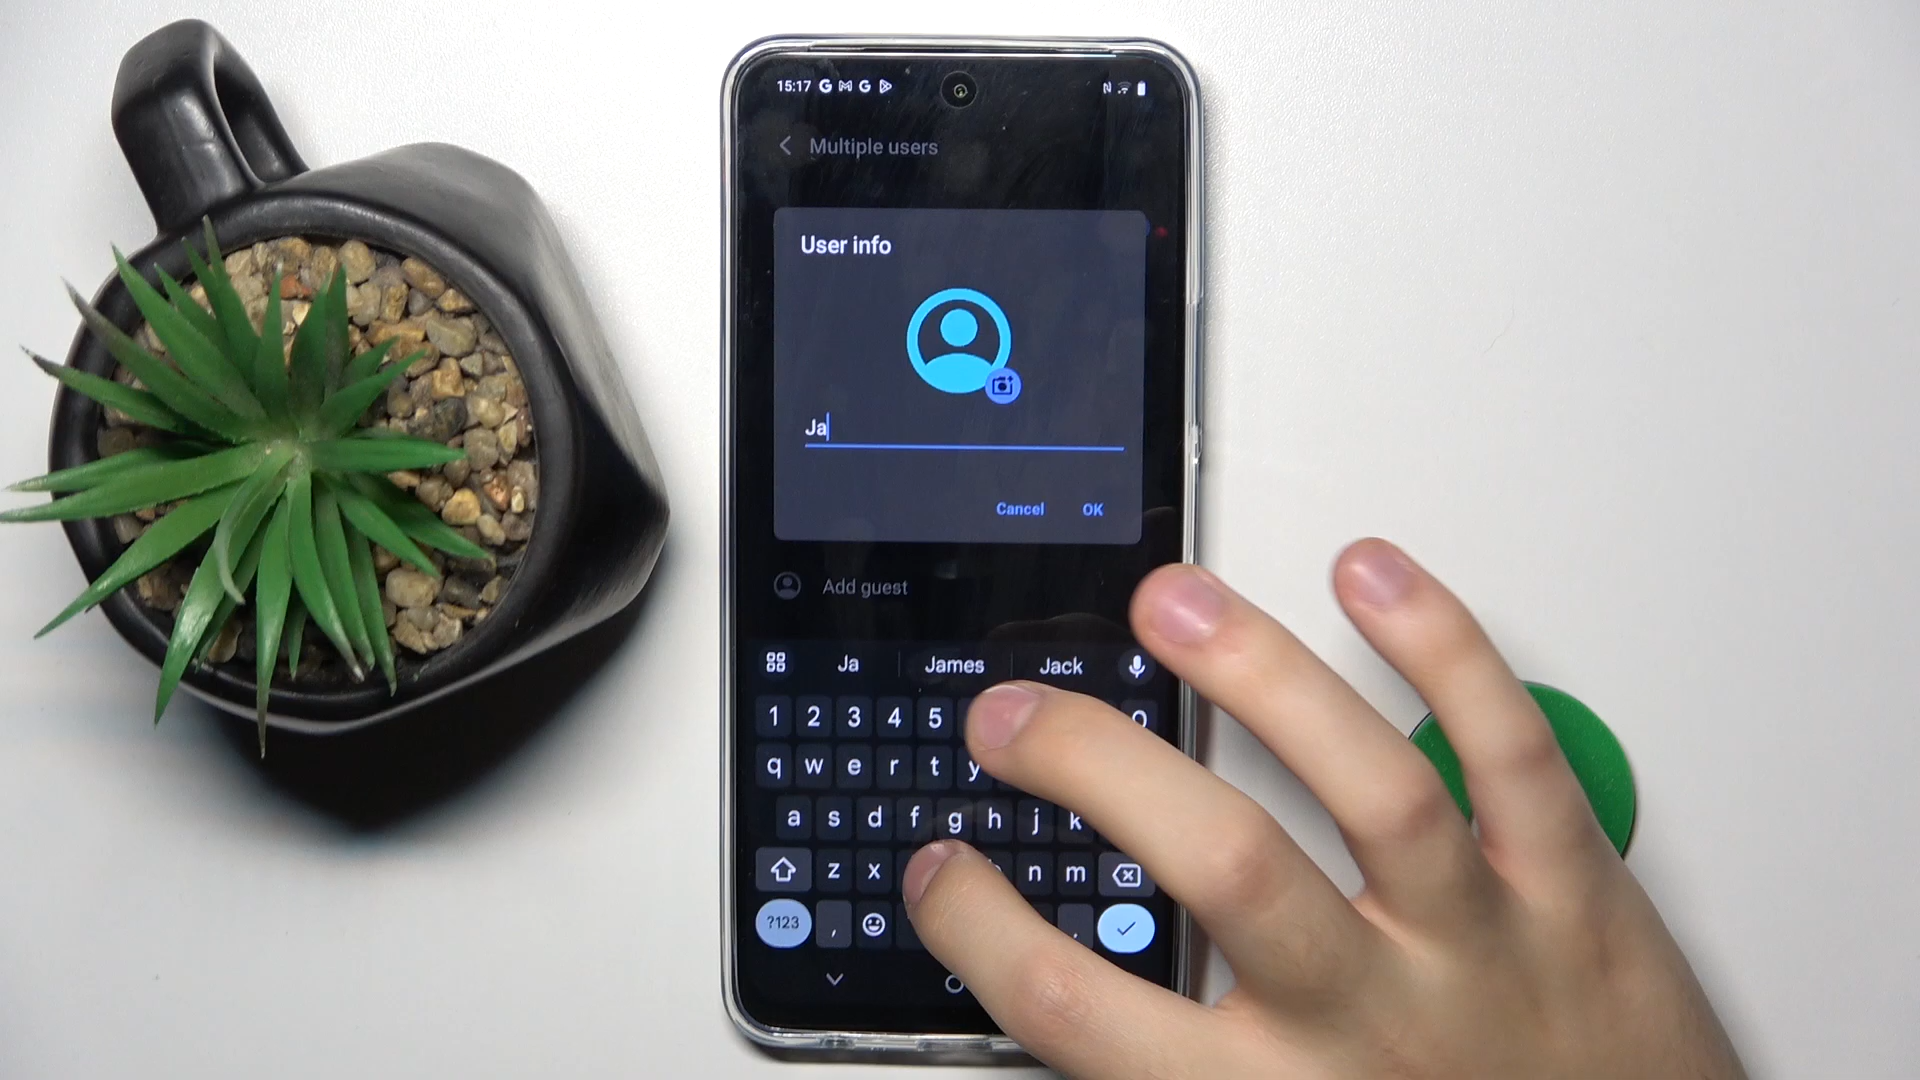 15:17
Multiple users
User info
Ja
Cancel OK
Add guest
Ja James Jack
1 2 3 4 5
q w e r t y
a s d f g h j k
z x n m
?123 , .